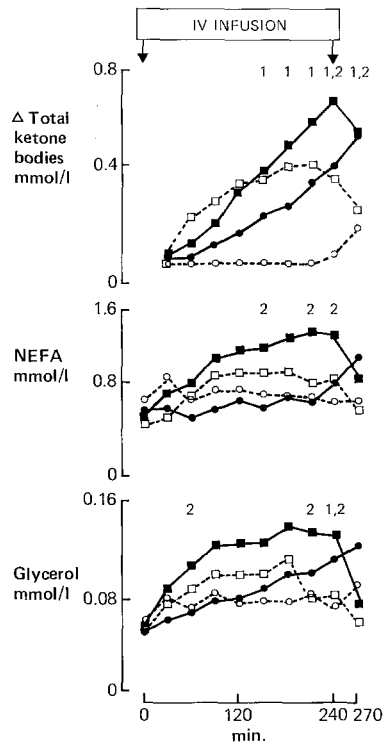 IV INFUSION
1 1 1 1,2 1,2
0.8
Δ Total
ketone
bodies
mmol/l
0.4
0
1.6
2 2 2
NEFA
mmol/l
0.8
0
0.16
2 2 1,2
Glycerol
mmol/l
0.08
0
0 120 240 270
min.